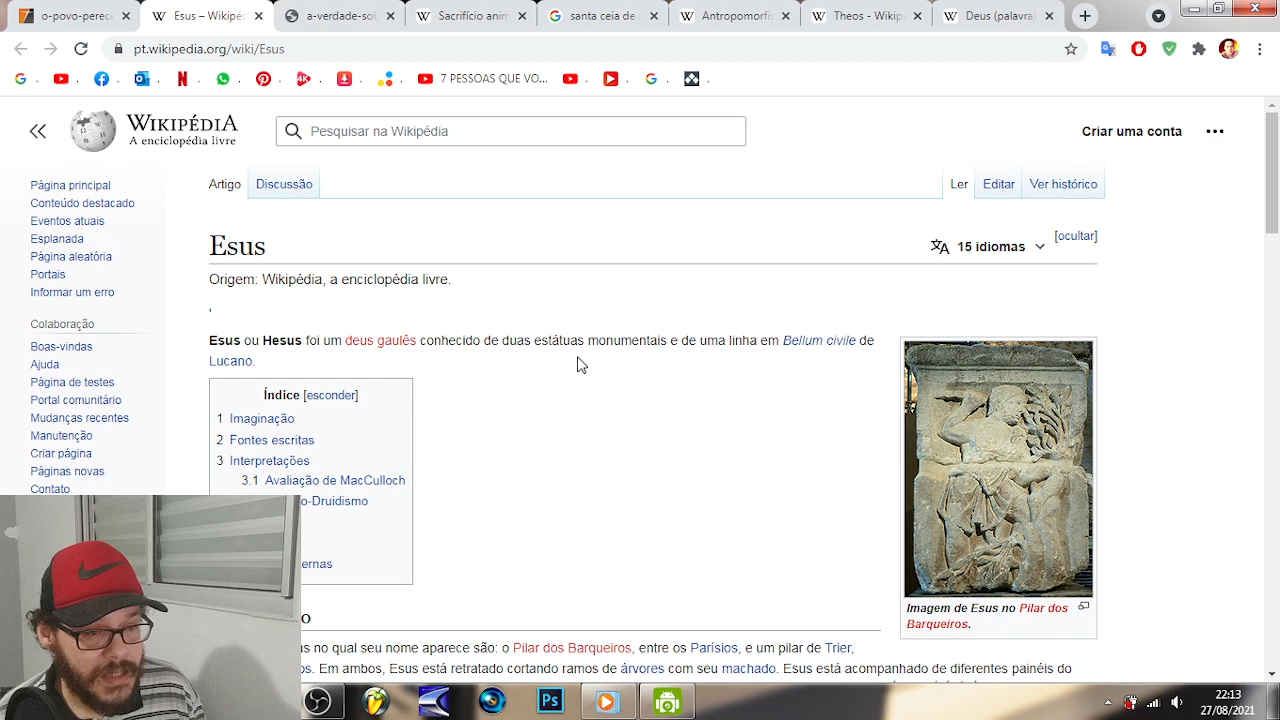 o-povo-perece
Esus – Wikipéd
a-verdade-sob
Sacrifício anim
santa ceia de
Antropomorfis
Theos - Wikip
Deus (palavra)
pt.wikipedia.org/wiki/Esus
7 PESSOAS QUE VO...
WIKIPÉDIA
A enciclopédia livre
Pesquisar na Wikipédia
Criar uma conta
Página principal
Conteúdo destacado
Eventos atuais
Esplanada
Página aleatória
Portais
Informar um erro
Colaboração
Boas-vindas
Ajuda
Página de testes
Portal comunitário
Mudanças recentes
Manutenção
Criar página
Páginas novas
Contato
Artigo Discussão
Ler Editar Ver histórico
Esus
15 idiomas
[ocultar]
Origem: Wikipédia, a enciclopédia livre.
'
Esus ou Hesus foi um deus gaulês conhecido de duas estátuas monumentais e de uma linha em Bellum civile de
Lucano.
Índice [esconder]
1 Imaginação
2 Fontes escritas
3 Interpretações
3.1 Avaliação de MacCulloch
o-Druidismo
ernas
Imagem de Esus no Pilar dos
Barqueiros.
o
as no qual seu nome aparece são: o Pilar dos Barqueiros, entre os Parísios, e um pilar de Trier,
os. Em ambos, Esus está retratado cortando ramos de árvores com seu machado. Esus está acompanhado de diferentes painéis do
Ps
22:13
27/08/2021